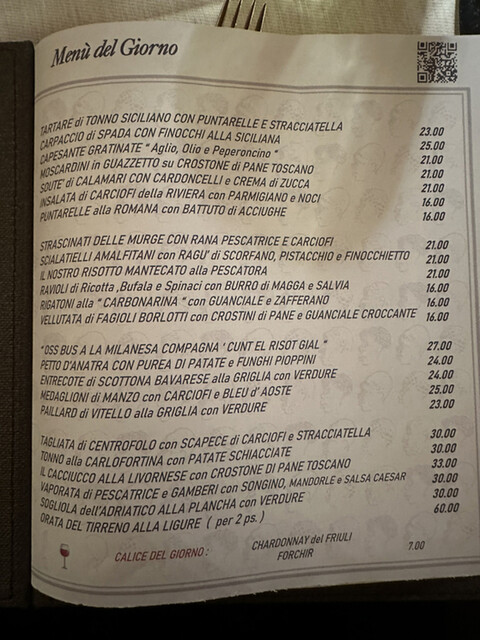 Menù del Giorno
TARTARE di TONNO SICILIANO CON PUNTARELLE E STRACCIATELLA 23.00
CARPACCIO di SPADA CON FINOCCHI ALLA SICILIANA 25.00
CAPESANTE GRATINATE " Aglio, Olio e Peperoncino " 21.00
MOSCARDINI in GUAZZETTO su CROSTONE DI PANE TOSCANO 21.00
SOUTE' di CALAMARI CON CARDONCELLI e CREMA di ZUCCA 21.00
INSALATA di CARCIOFI della RIVIERA con PARMIGIANO e NOCI 16.00
PUNTARELLE alla ROMANA con BATTUTO di ACCIUGHE 16.00
STRASCINATI DELLE MURGE CON RANA PESCATRICE E CARCIOFI 21.00
SCIALATIELLI AMALFITANI con RAGU' di SCORFANO, PISTACCHIO e FINOCCHIETTO 21.00
IL NOSTRO RISOTTO MANTECATO alla PESCATORA 21.00
RAVIOLI di Ricotta ,Bufala e Spinaci con BURRO di MAGGA e SALVIA 16.00
RIGATONI alla " CARBONARINA " con GUANCIALE e ZAFFERANO 16.00
VELLUTATA di FAGIOLI BORLOTTI con CROSTINI di PANE e GUANCIALE CROCCANTE 16.00
"OSS BUS A LA MILANESA COMPAGNA ' CUNT EL RISOT GIAL " 27.00
PETTO D'ANATRA CON PUREA DI PATATE e FUNGHI PIOPPINI 24.00
ENTRECOTE di SCOTTONA BAVARESE alla GRIGLIA con VERDURE 24.00
MEDAGLIONI di MANZO con CARCIOFI e BLEU d' AOSTE 25.00
PAILLARD di VITELLO alla GRIGLIA con VERDURE 23.00
TAGLIATA di CENTROFOLO con SCAPECE di CARCIOFI e STRACCIATELLA 30.00
TONNO alla CARLOFORTINA con PATATE SCHIACCIATE 30.00
IL CACCIUCCO ALLA LIVORNESE con CROSTONE DI PANE TOSCANO 33.00
VAPORATA di PESCATRICE e GAMBERI con SONGINO, MANDORLE e SALSA CAESAR 30.00
SOGLIOLA dell'ADRIATICO ALLA PLANCHA con VERDURE 30.00
ORATA DEL TIRRENO ALLA LIGURE ( per 2 ps. ) 60.00
CALICE DEL GIORNO : CHARDONNAY del FRIULI 7.00
FORCHIR